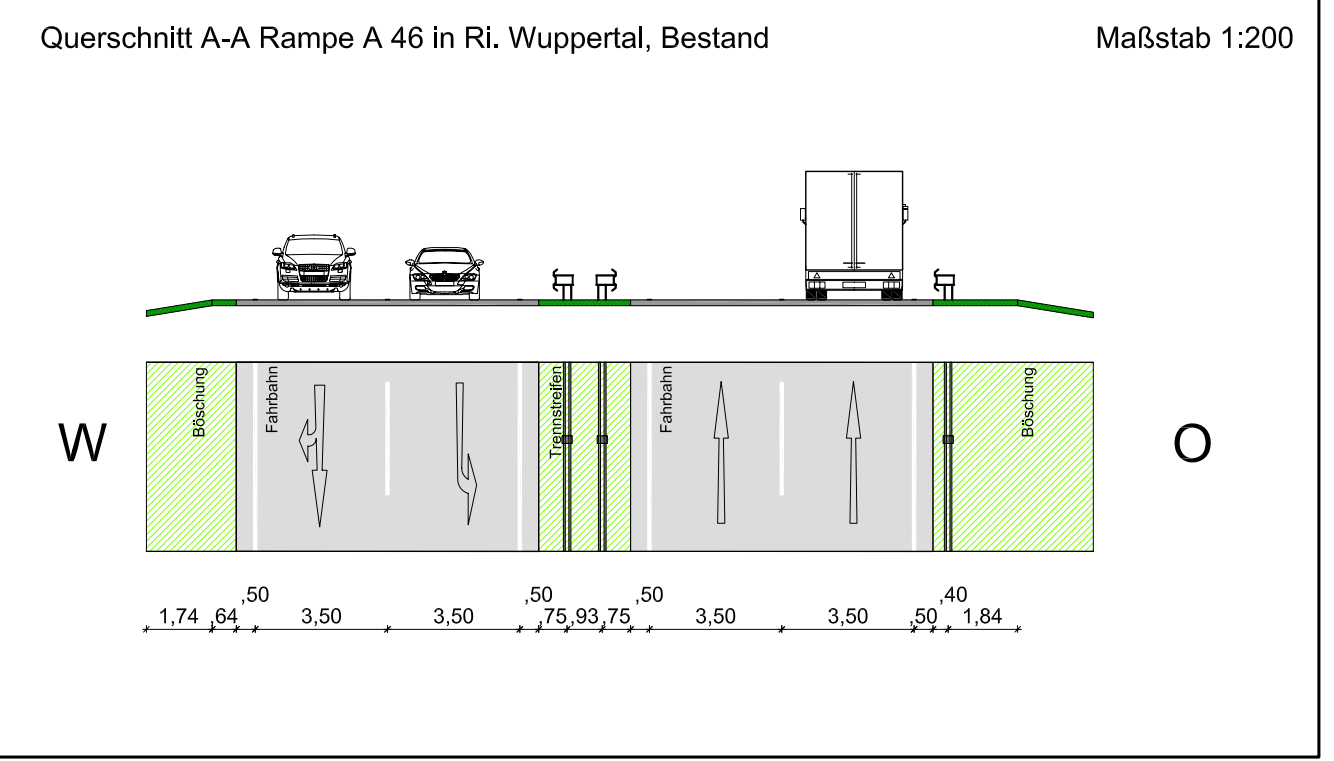 Querschnitt A-A Rampe A 46 in Ri. Wuppertal, Bestand
Maßstab 1:200
W
Böschung
Fahrbahn
Trennstreifen
Fahrbahn
Böschung
O
,50 ,50 ,50 ,40
1,74 ,64 3,50 3,50 ,75 ,93 ,75 3,50 3,50 ,50 1,84